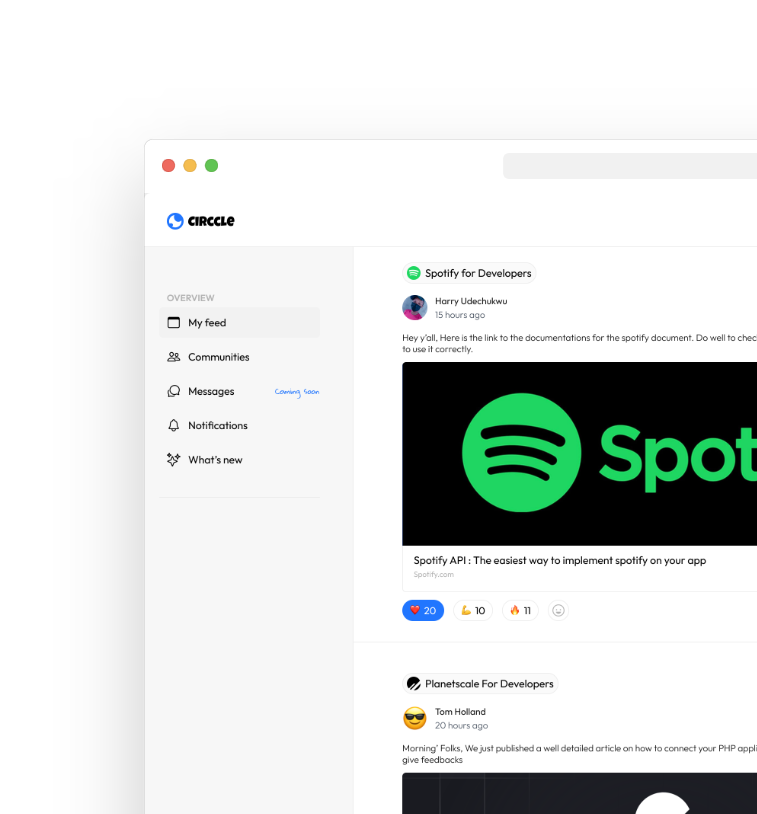 CIRCCLE
OVERVIEW
My feed
Communities
Messages
Coming Soon
Notifications
What's new
Spotify for Developers
Harry Udechukwu
15 hours ago
Hey y'all, Here is the link to the documentations for the spotify document. Do well to chec
to use it correctly.
Spot
Spotify API : The easiest way to implement spotify on your app
Spotify.com
20
10
11
Planetscale For Developers
Tom Holland
20 hours ago
Morning' Folks, We just published a well detailed article on how to connect your PHP appli
give feedbacks